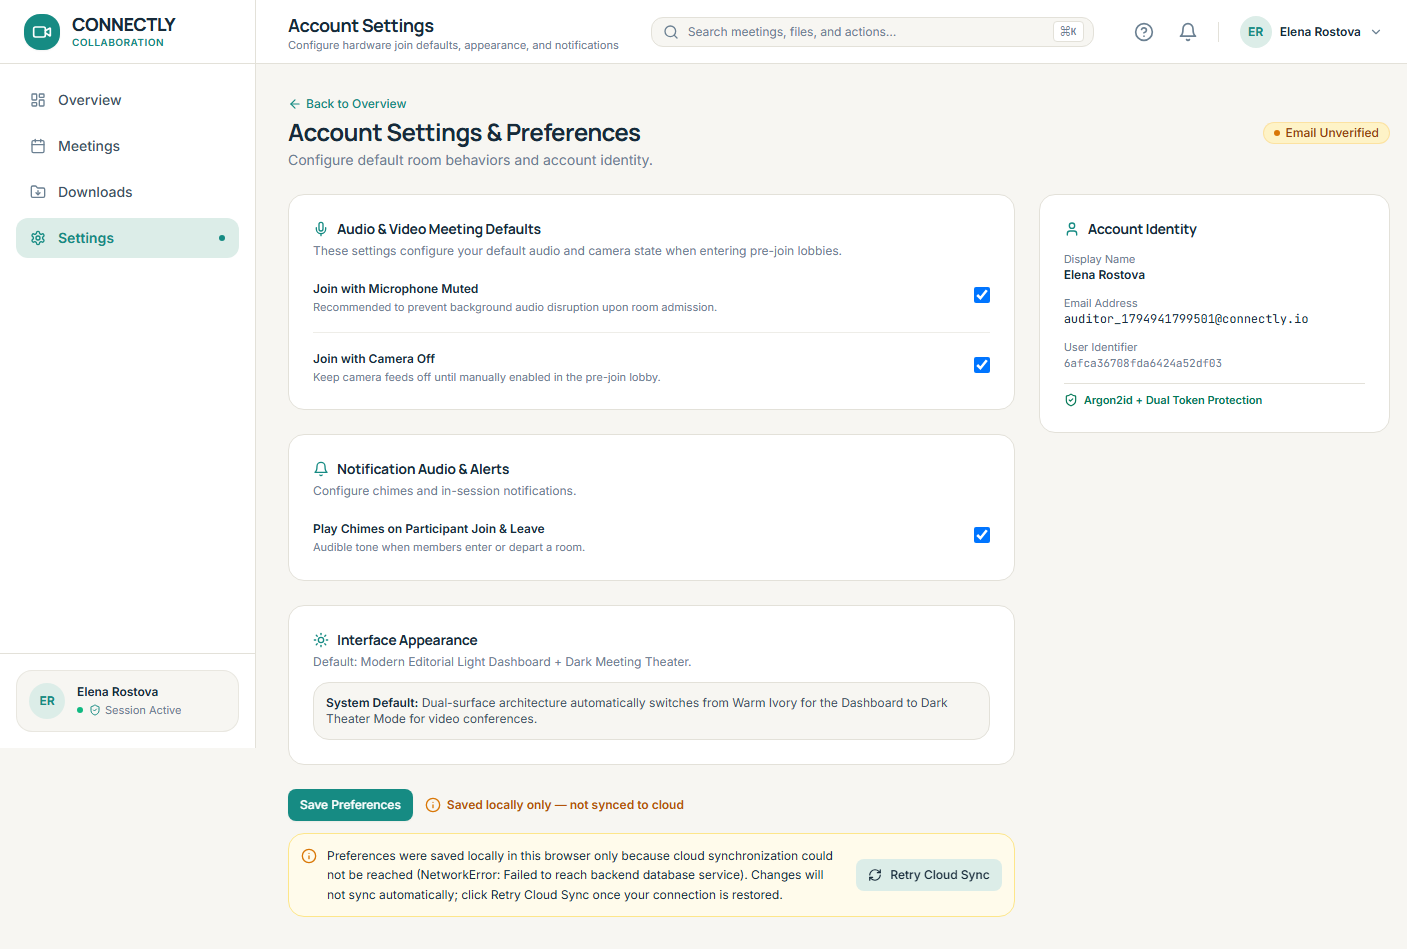 CONNECTLY
COLLABORATION
Account Settings
Configure hardware join defaults, appearance, and notifications
Search meetings, files, and actions...
⌘K
ER
Elena Rostova
Overview
Meetings
Downloads
Settings
ER
Elena Rostova
Session Active
Back to Overview
Account Settings & Preferences
Configure default room behaviors and account identity.
Email Unverified
Audio & Video Meeting Defaults
These settings configure your default audio and camera state when entering pre-join lobbies.
Join with Microphone Muted
Recommended to prevent background audio disruption upon room admission.
Join with Camera Off
Keep camera feeds off until manually enabled in the pre-join lobby.
Notification Audio & Alerts
Configure chimes and in-session notifications.
Play Chimes on Participant Join & Leave
Audible tone when members enter or depart a room.
Interface Appearance
Default: Modern Editorial Light Dashboard + Dark Meeting Theater.
System Default: Dual-surface architecture automatically switches from Warm Ivory for the Dashboard to Dark
Theater Mode for video conferences.
Save Preferences
Saved locally only — not synced to cloud
Preferences were saved locally in this browser only because cloud synchronization could
not be reached (NetworkError: Failed to reach backend database service). Changes will
not sync automatically; click Retry Cloud Sync once your connection is restored.
Retry Cloud Sync
Account Identity
Display Name
Elena Rostova
Email Address
auditor_1794941799501@connectly.io
User Identifier
6afca36708fda6424a52df03
Argon2id + Dual Token Protection